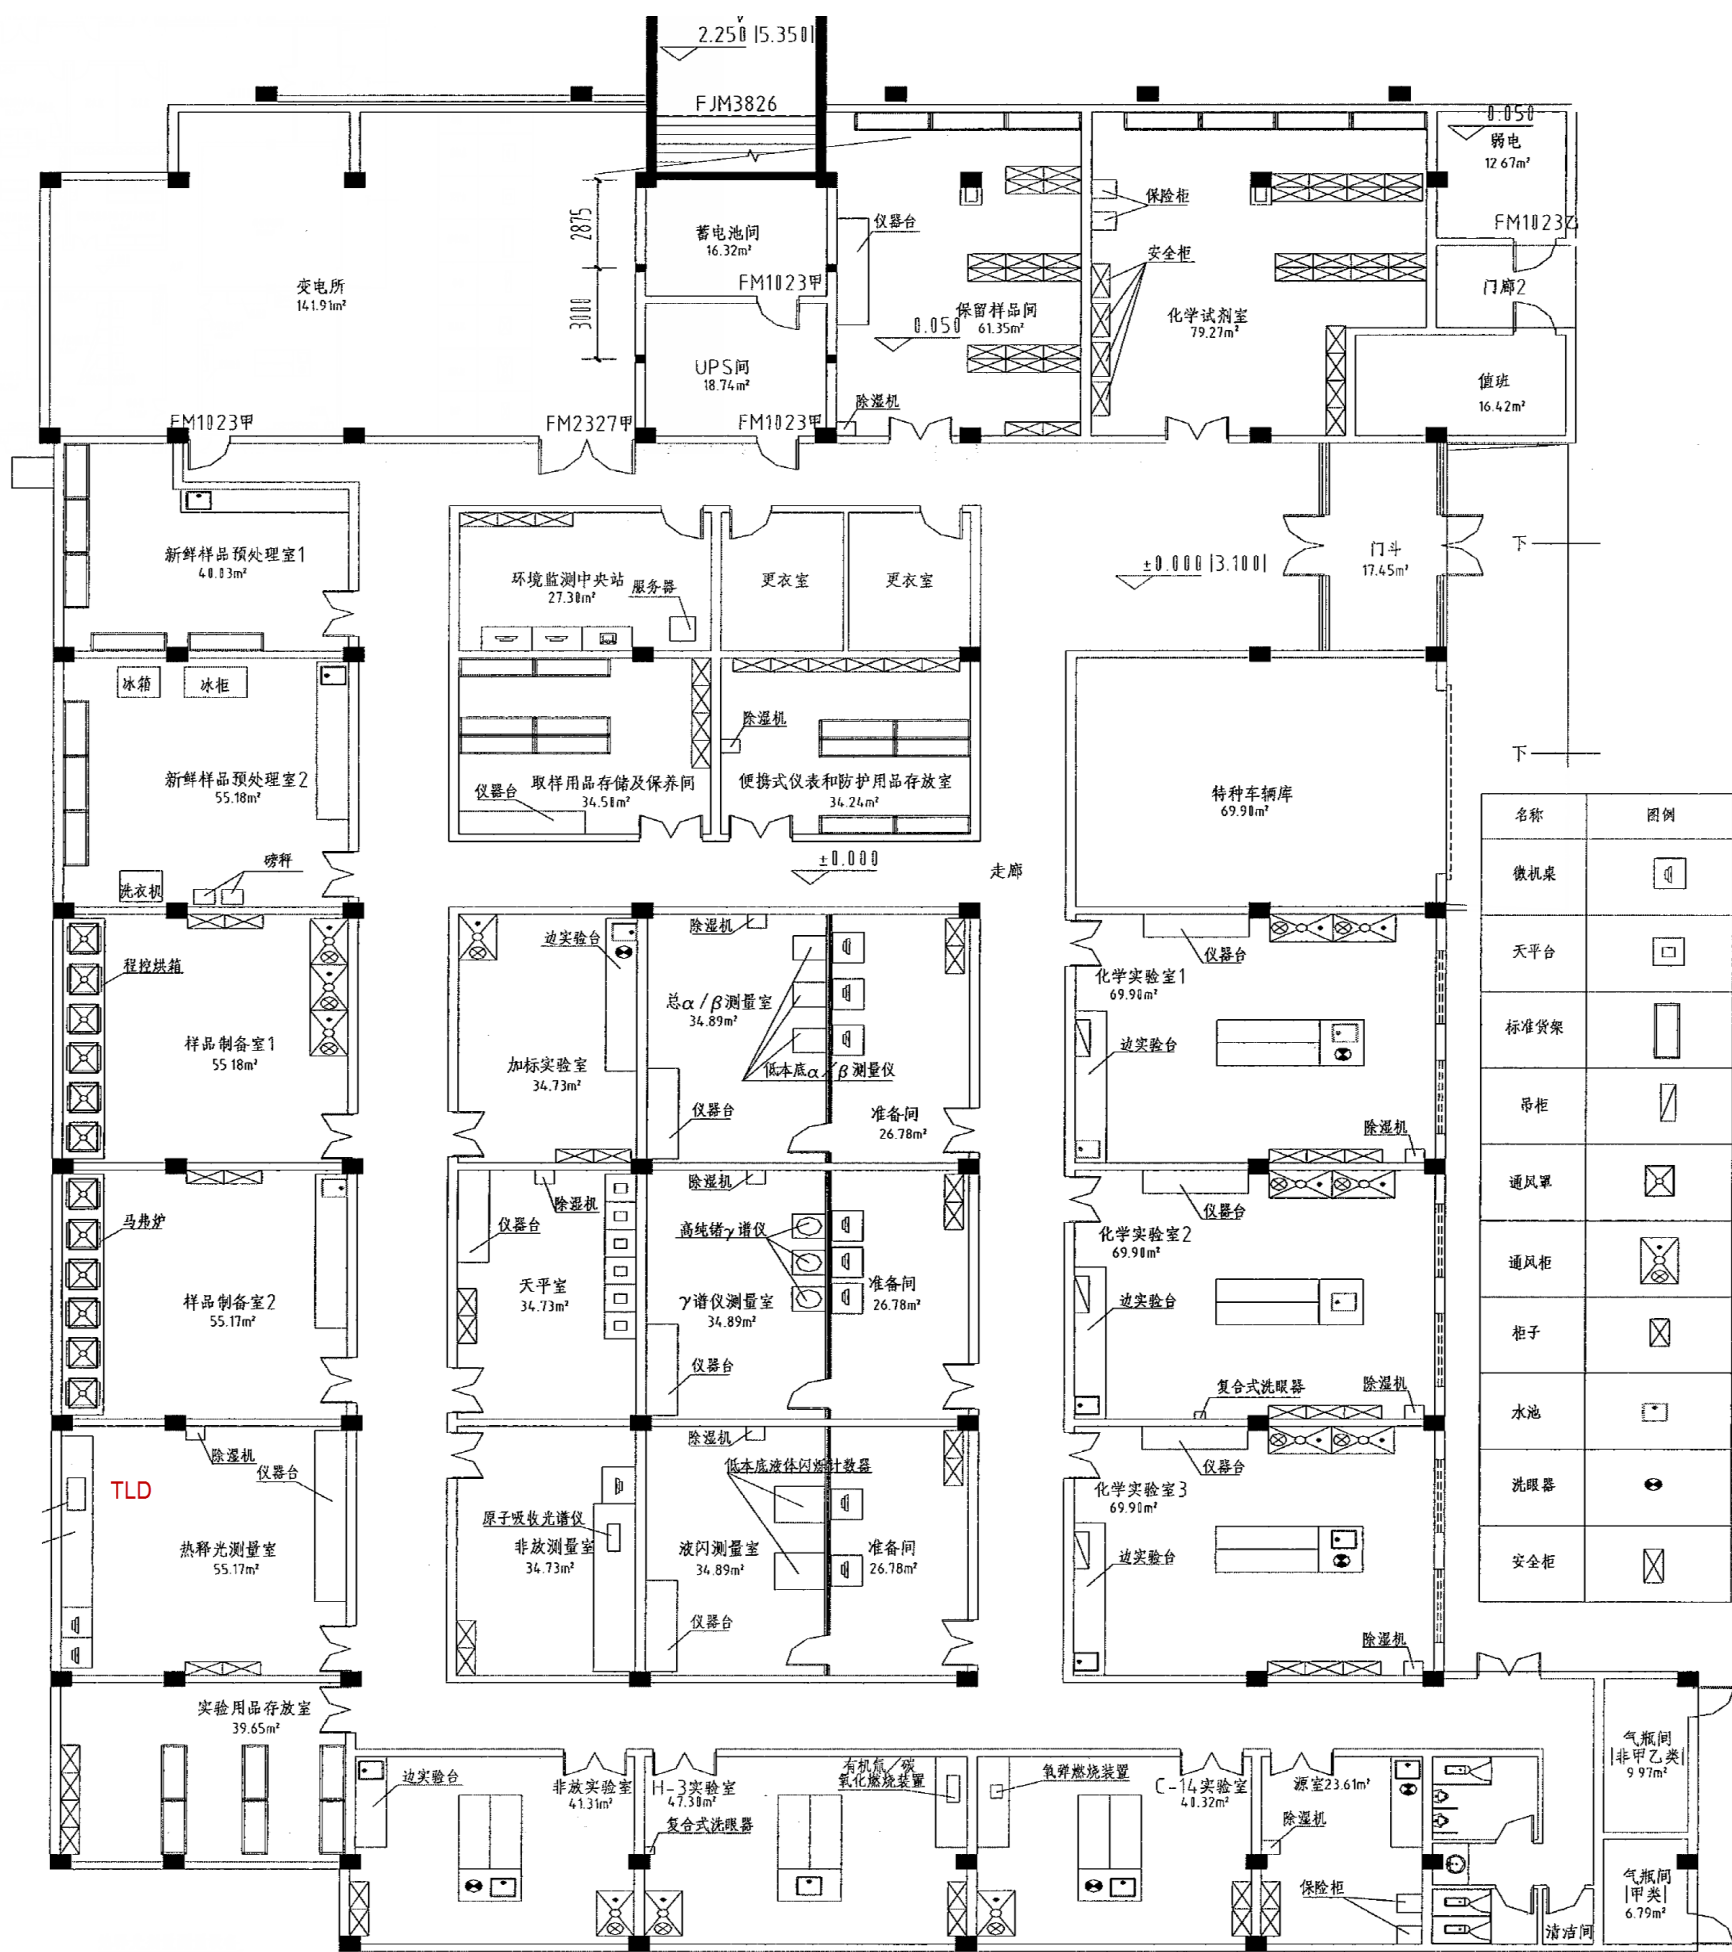 2.250 |5.350|
FJM3826
0.050
弱电
12.67m²
FM1023乙
门廊2
值班
16.42m²
2875
3000
蓄电池间
16.32m²
FM1023甲
变电所
141.91m²
UPS间
18.74m²
FM1023甲
FM1023甲
FM2327甲
仪器台
保留样品间
61.35m²
0.050
除湿机
保险柜
安全柜
化学试剂室
79.27m²
新鲜样品预处理室1
40.03m²
环境监测中央站
27.30m²
服务器
更衣室
更衣室
±0.000 |3.100|
门斗
17.45m²
下
下
冰箱
冰柜
新鲜样品预处理室2
55.18m²
洗衣机
磅秤
取样用品存储及保养间
34.50m²
仪器台
除湿机
便携式仪表和防护用品存放室
34.24m²
特种车辆库
69.90m²
±0.000
走廊
名称
图例
微机桌
天平台
标准货架
吊柜
通风罩
通风柜
柜子
水池
洗眼器
安全柜
程控烘箱
样品制备室1
55.18m²
边实验台
加标实验室
34.73m²
除湿机
总α/β测量室
34.89m²
低本底α/β测量仪
仪器台
准备间
26.78m²
仪器台
化学实验室1
69.90m²
边实验台
除湿机
马弗炉
样品制备室2
55.17m²
仪器台
除湿机
天平室
34.73m²
除湿机
高纯锗γ谱仪
γ谱仪测量室
34.89m²
仪器台
准备间
26.78m²
仪器台
化学实验室2
69.90m²
边实验台
复合式洗眼器
除湿机
除湿机
仪器台
TLD
热释光测量室
55.17m²
原子吸收光谱仪
非放测量室
34.73m²
除湿机
低本底液体闪烁计数器
液闪测量室
34.89m²
仪器台
准备间
26.78m²
仪器台
化学实验室3
69.90m²
边实验台
除湿机
实验用品存放室
39.65m²
边实验台
非放实验室
41.31m²
H-3实验室
47.30m²
复合式洗眼器
有机氚/碳
氧化燃烧装置
氧弹燃烧装置
C-14实验室
40.32m²
源室23.61m²
除湿机
保险柜
清洁间
气瓶间
|非甲乙类|
9.97m²
气瓶间
|甲类|
6.79m²